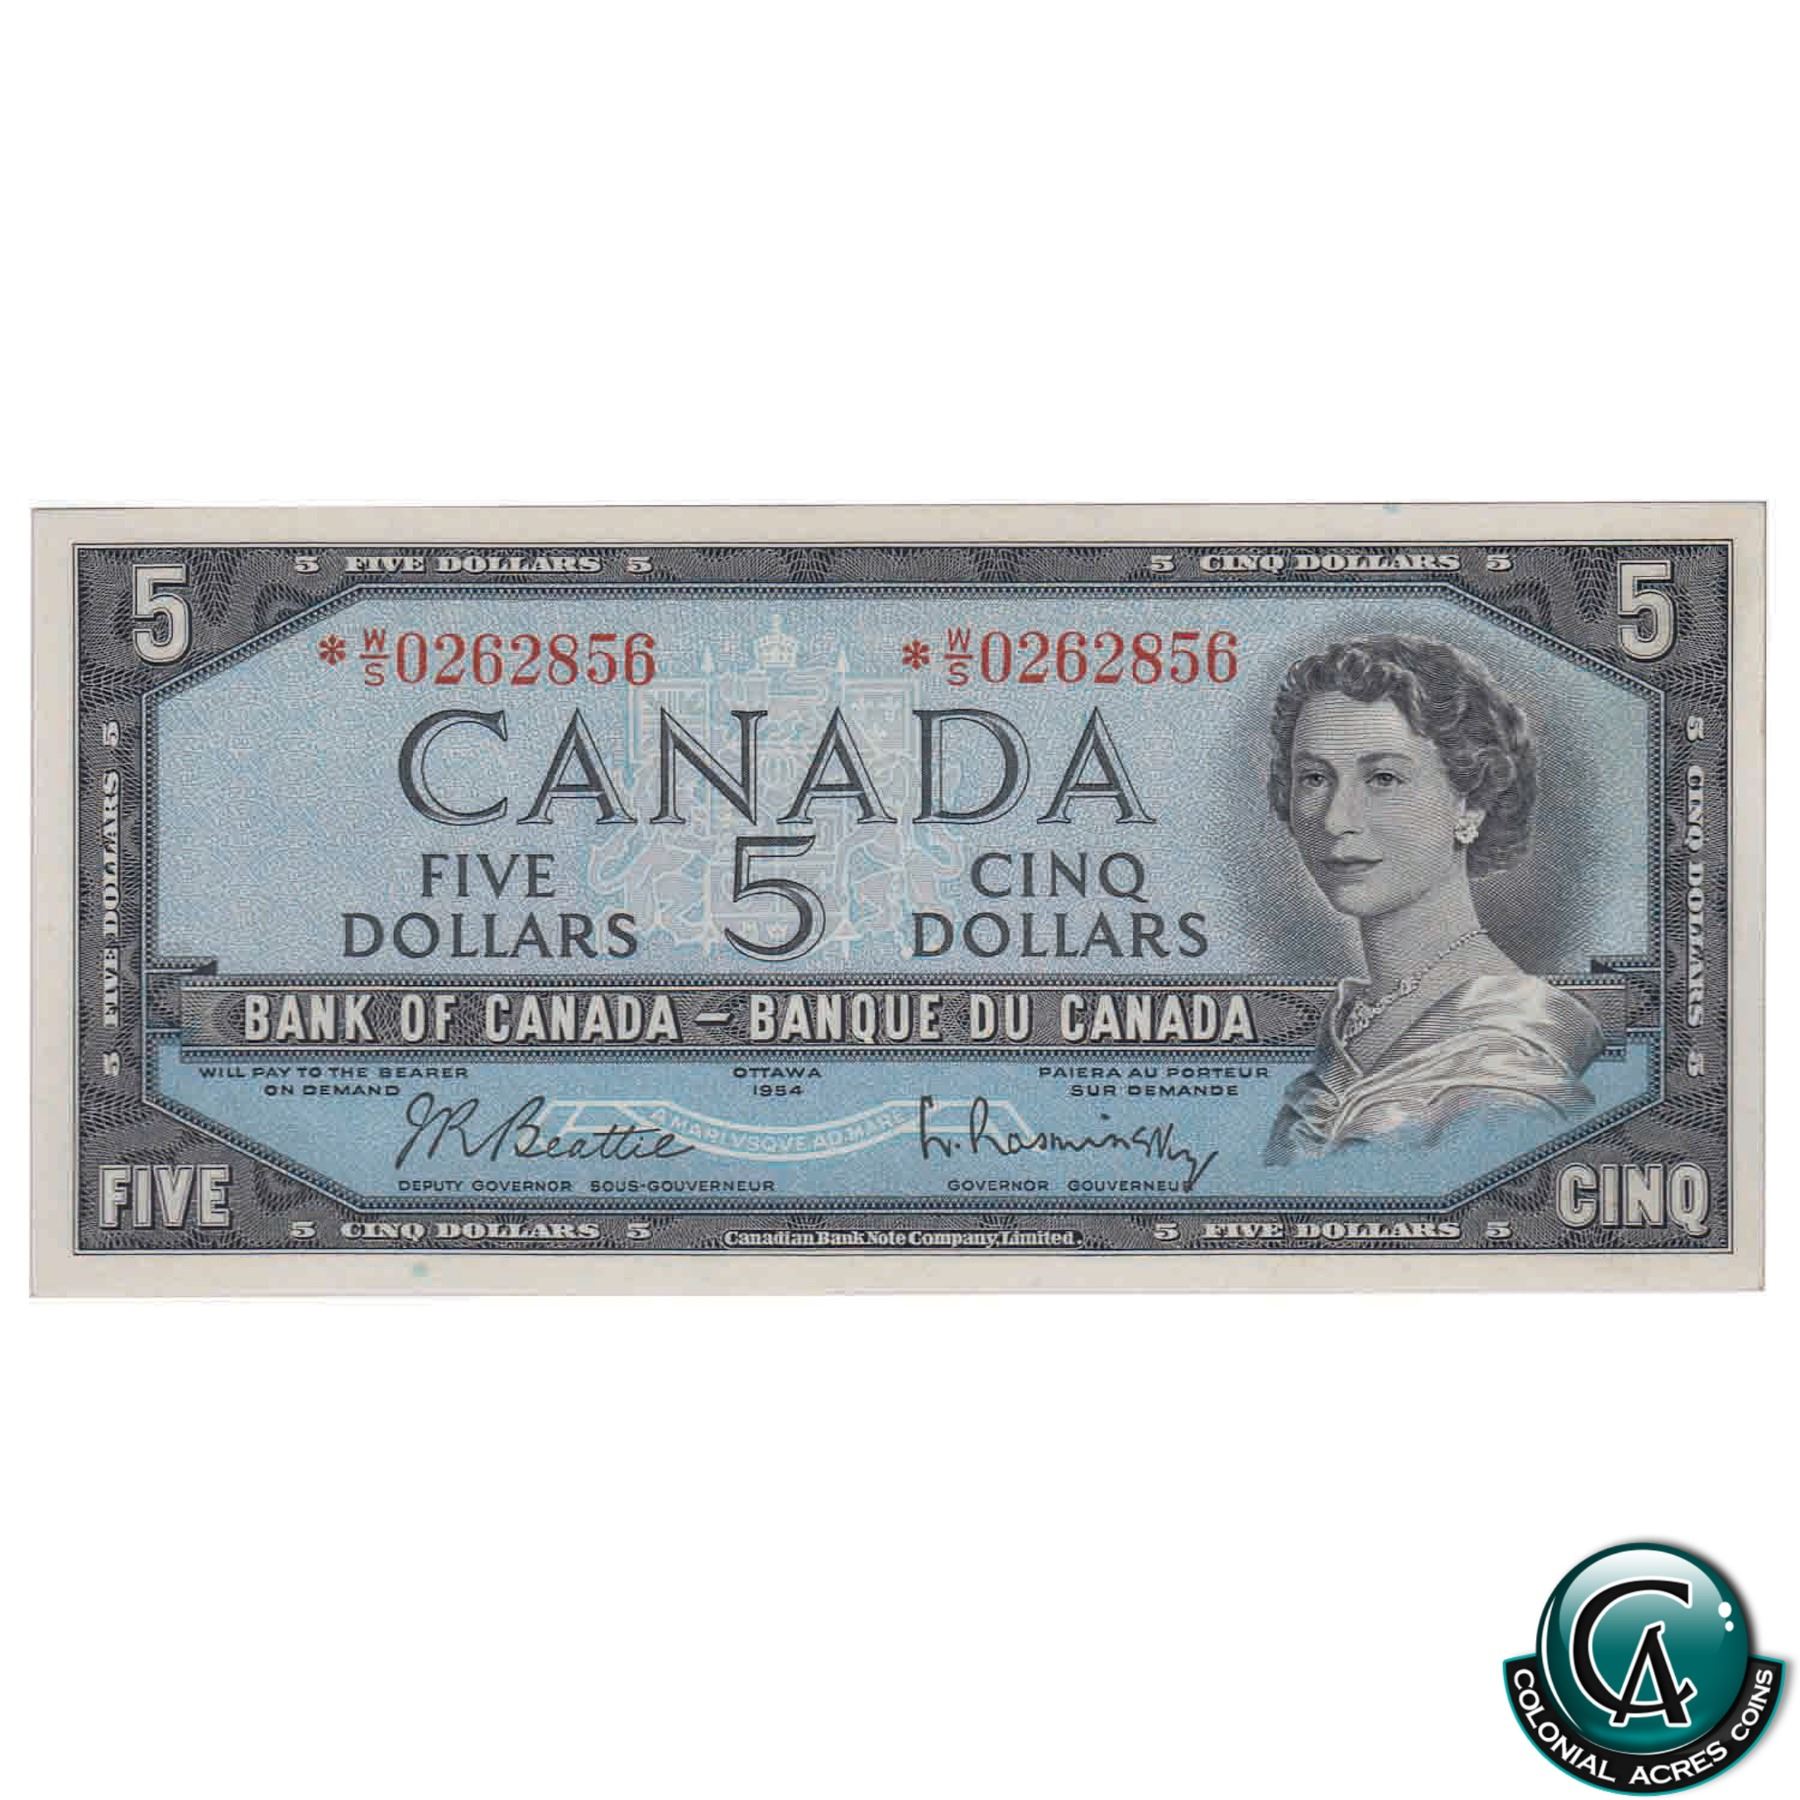 5 FIVE DOLLARS 5
5 CINQ DOLLARS 5
5
5
*W/S0262856
*W/S0262856
CANADA
FIVE DOLLARS
5
CINQ DOLLARS
5 FIVE DOLLARS 5
5 CINQ DOLLARS 5
BANK OF CANADA – BANQUE DU CANADA
WILL PAY TO THE BEARER
ON DEMAND
OTTAWA
1954
PAIERA AU PORTEUR
SUR DEMANDE
J R Beattie
A MARI VSQVE AD MARE
L. Rasminsky
DEPUTY GOVERNOR SOUS-GOUVERNEUR
GOVERNOR GOUVERNEUR
FIVE
CINQ
5 CINQ DOLLARS 5
Canadian Bank Note Company, Limited.
5 FIVE DOLLARS 5
CA
COLONIAL ACRES COINS